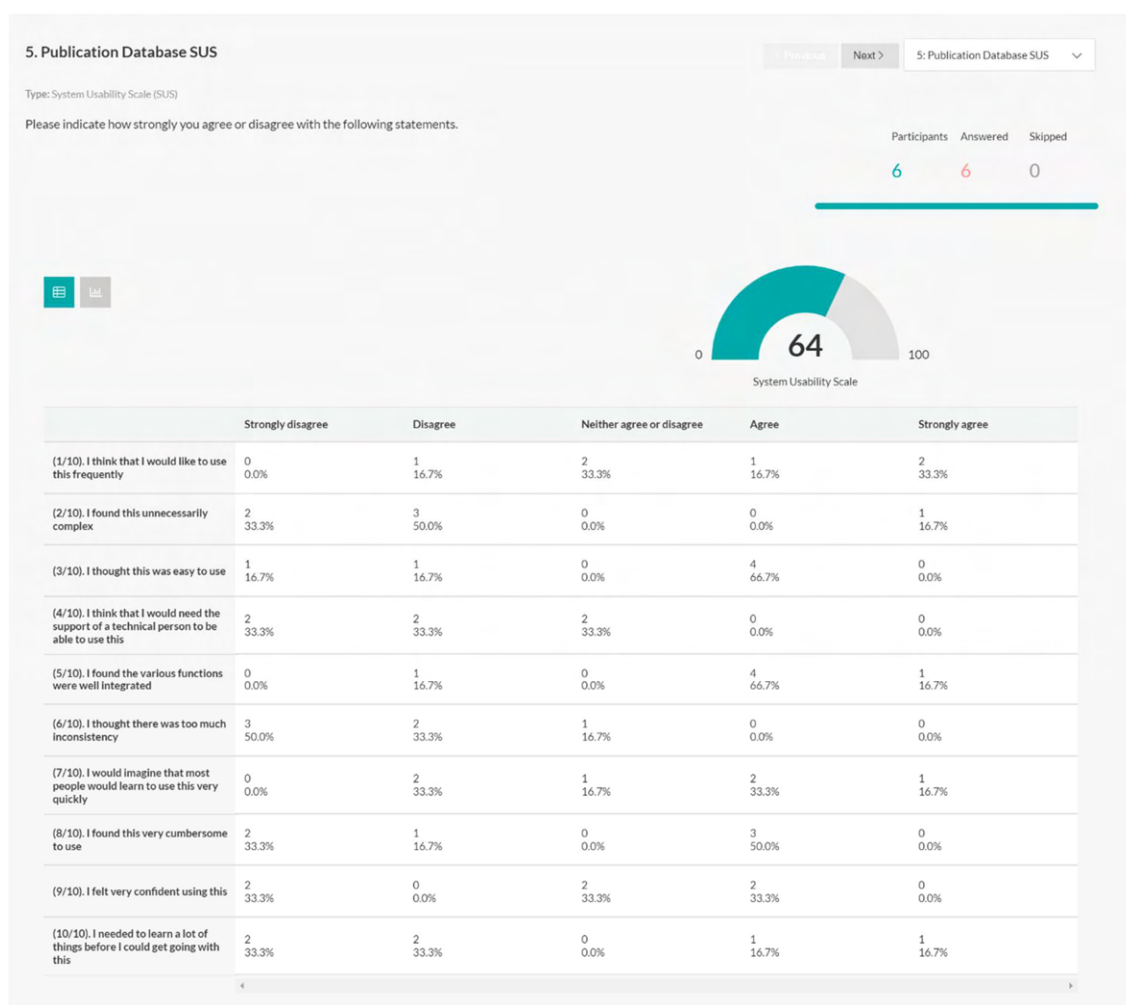 5. Publication Database SUS
< Previous
Next >
5: Publication Database SUS
Type: System Usability Scale (SUS)
Please indicate how strongly you agree or disagree with the following statements.
Participants Answered Skipped
6 6 0
64
0 100
System Usability Scale
Strongly disagree Disagree Neither agree or disagree Agree Strongly agree
(1/10). I think that I would like to use
this frequently
0 1 2 1 2
0.0% 16.7% 33.3% 16.7% 33.3%
(2/10). I found this unnecessarily
complex
2 3 0 0 1
33.3% 50.0% 0.0% 0.0% 16.7%
(3/10). I thought this was easy to use
1 1 0 4 0
16.7% 16.7% 0.0% 66.7% 0.0%
(4/10). I think that I would need the
support of a technical person to be
able to use this
2 2 2 0 0
33.3% 33.3% 33.3% 0.0% 0.0%
(5/10). I found the various functions
were well integrated
0 1 0 4 1
0.0% 16.7% 0.0% 66.7% 16.7%
(6/10). I thought there was too much
inconsistency
3 2 1 0 0
50.0% 33.3% 16.7% 0.0% 0.0%
(7/10). I would imagine that most
people would learn to use this very
quickly
0 2 1 2 1
0.0% 33.3% 16.7% 33.3% 16.7%
(8/10). I found this very cumbersome
to use
2 1 0 3 0
33.3% 16.7% 0.0% 50.0% 0.0%
(9/10). I felt very confident using this
2 0 2 2 0
33.3% 0.0% 33.3% 33.3% 0.0%
(10/10). I needed to learn a lot of
things before I could get going with
this
2 2 0 1 1
33.3% 33.3% 0.0% 16.7% 16.7%